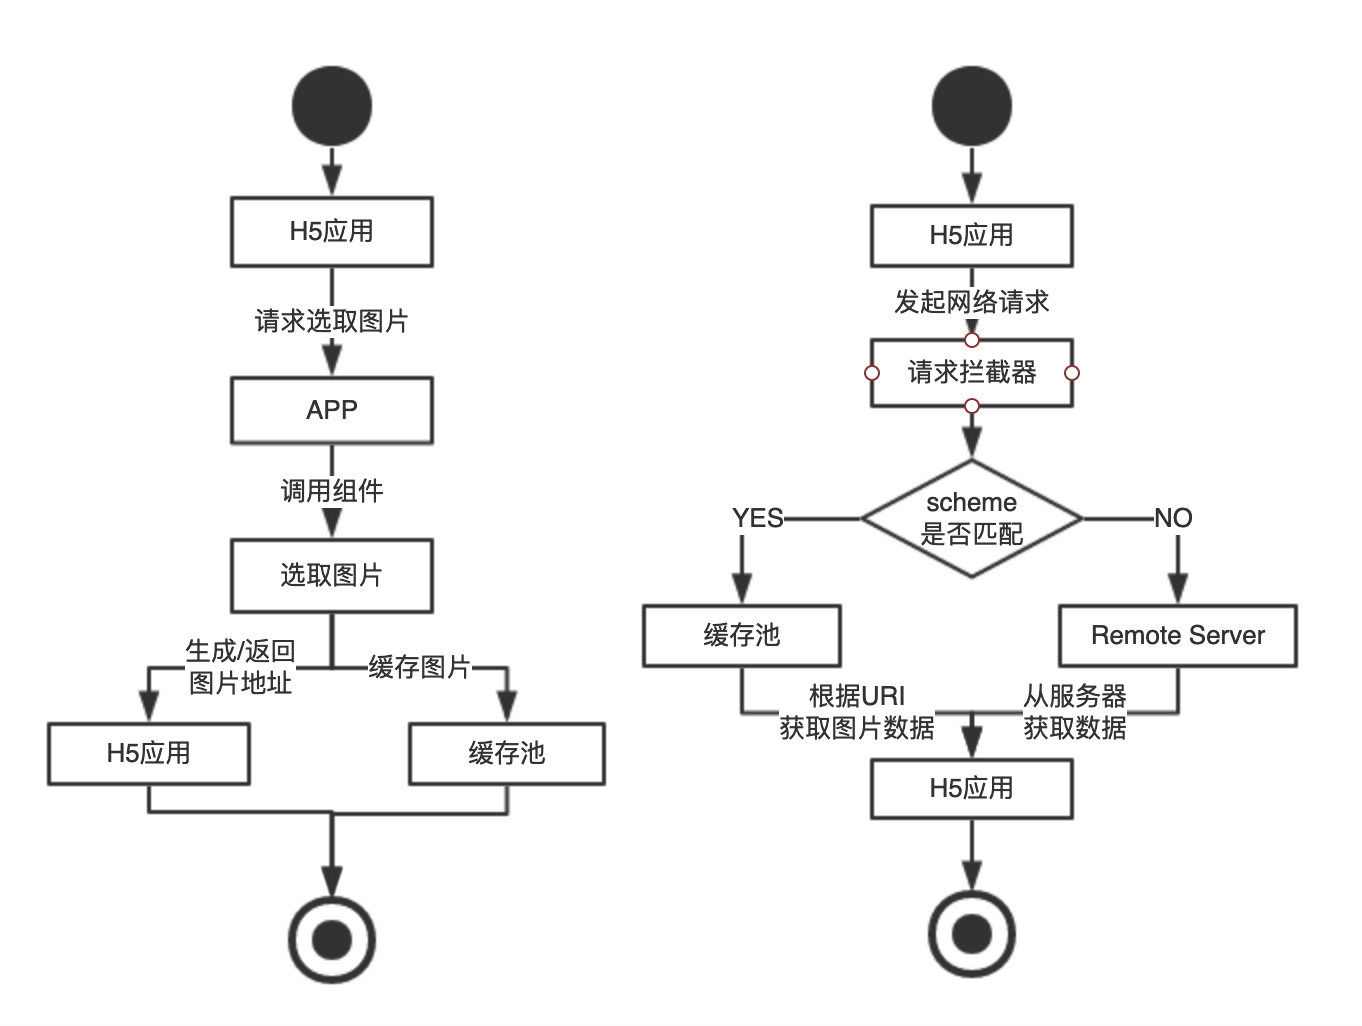 H5应用
请求选取图片
APP
调用组件
选取图片
生成/返回
图片地址
缓存图片
H5应用
缓存池
H5应用
发起网络请求
请求拦截器
scheme
是否匹配
YES
NO
缓存池
Remote Server
根据URI
获取图片数据
从服务器
获取数据
H5应用